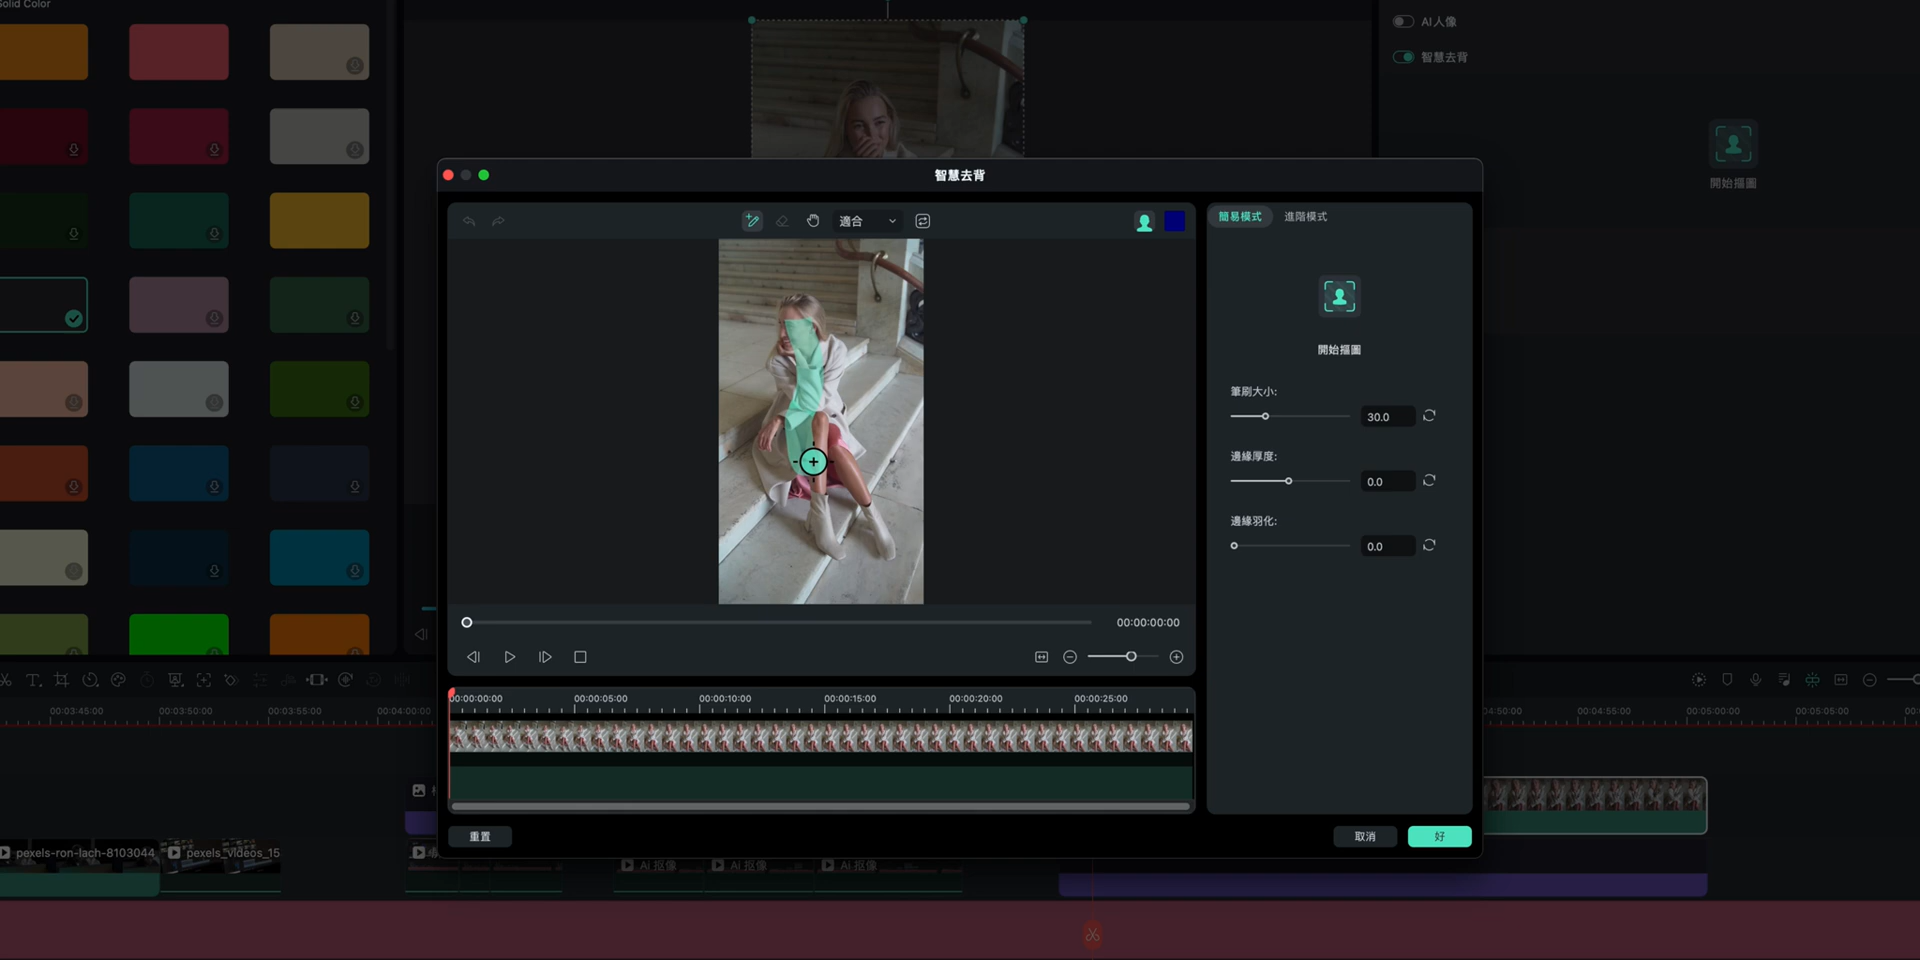 Solid Color
AI人像
智慧去背
開始摳圖
智慧去背
適合
簡易模式
進階模式
開始摳圖
筆刷大小:
30.0
邊緣厚度:
0.0
邊緣羽化:
0.0
00:00:00:00
00:00:00:00
00:00:05:00
00:00:10:00
00:00:15:00
00:00:20:00
00:00:25:00
重置
取消
好
00:03:45:00
00:03:50:00
00:03:55:00
00:04:00:00
04:50:00
00:04:55:00
00:05:00:00
00:05:05:00
pexels-ron-lach-8103044
pexels_videos_15
Ai 抠像
Ai 抠像
Ai 抠像